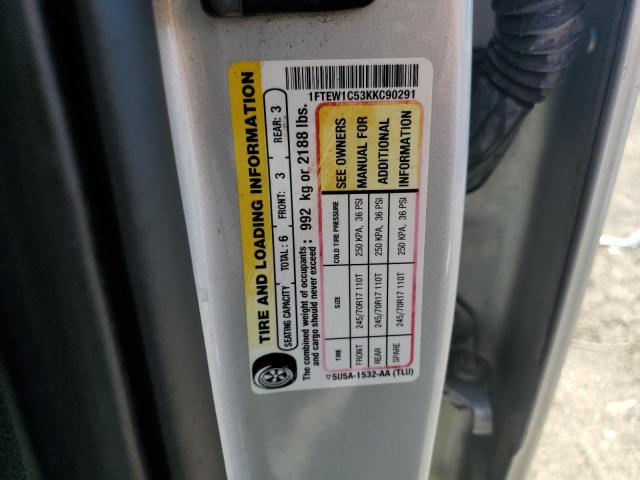 1FTEW1C53KKC90291
TIRE AND LOADING INFORMATION
SEATING CAPACITY TOTAL : 6 FRONT: 3 REAR: 3
The combined weight of occupants
and cargo should never exceed : 992 kg or 2188 lbs.
TIRE SIZE COLD TIRE PRESSURE SEE OWNERS
FRONT 245/70R17 110T 250 KPA, 36 PSI MANUAL FOR
REAR 245/70R17 110T 250 KPA, 36 PSI ADDITIONAL
SPARE 245/70R17 110T 250 KPA, 36 PSI INFORMATION
5U5A-1532-AA (TLU)